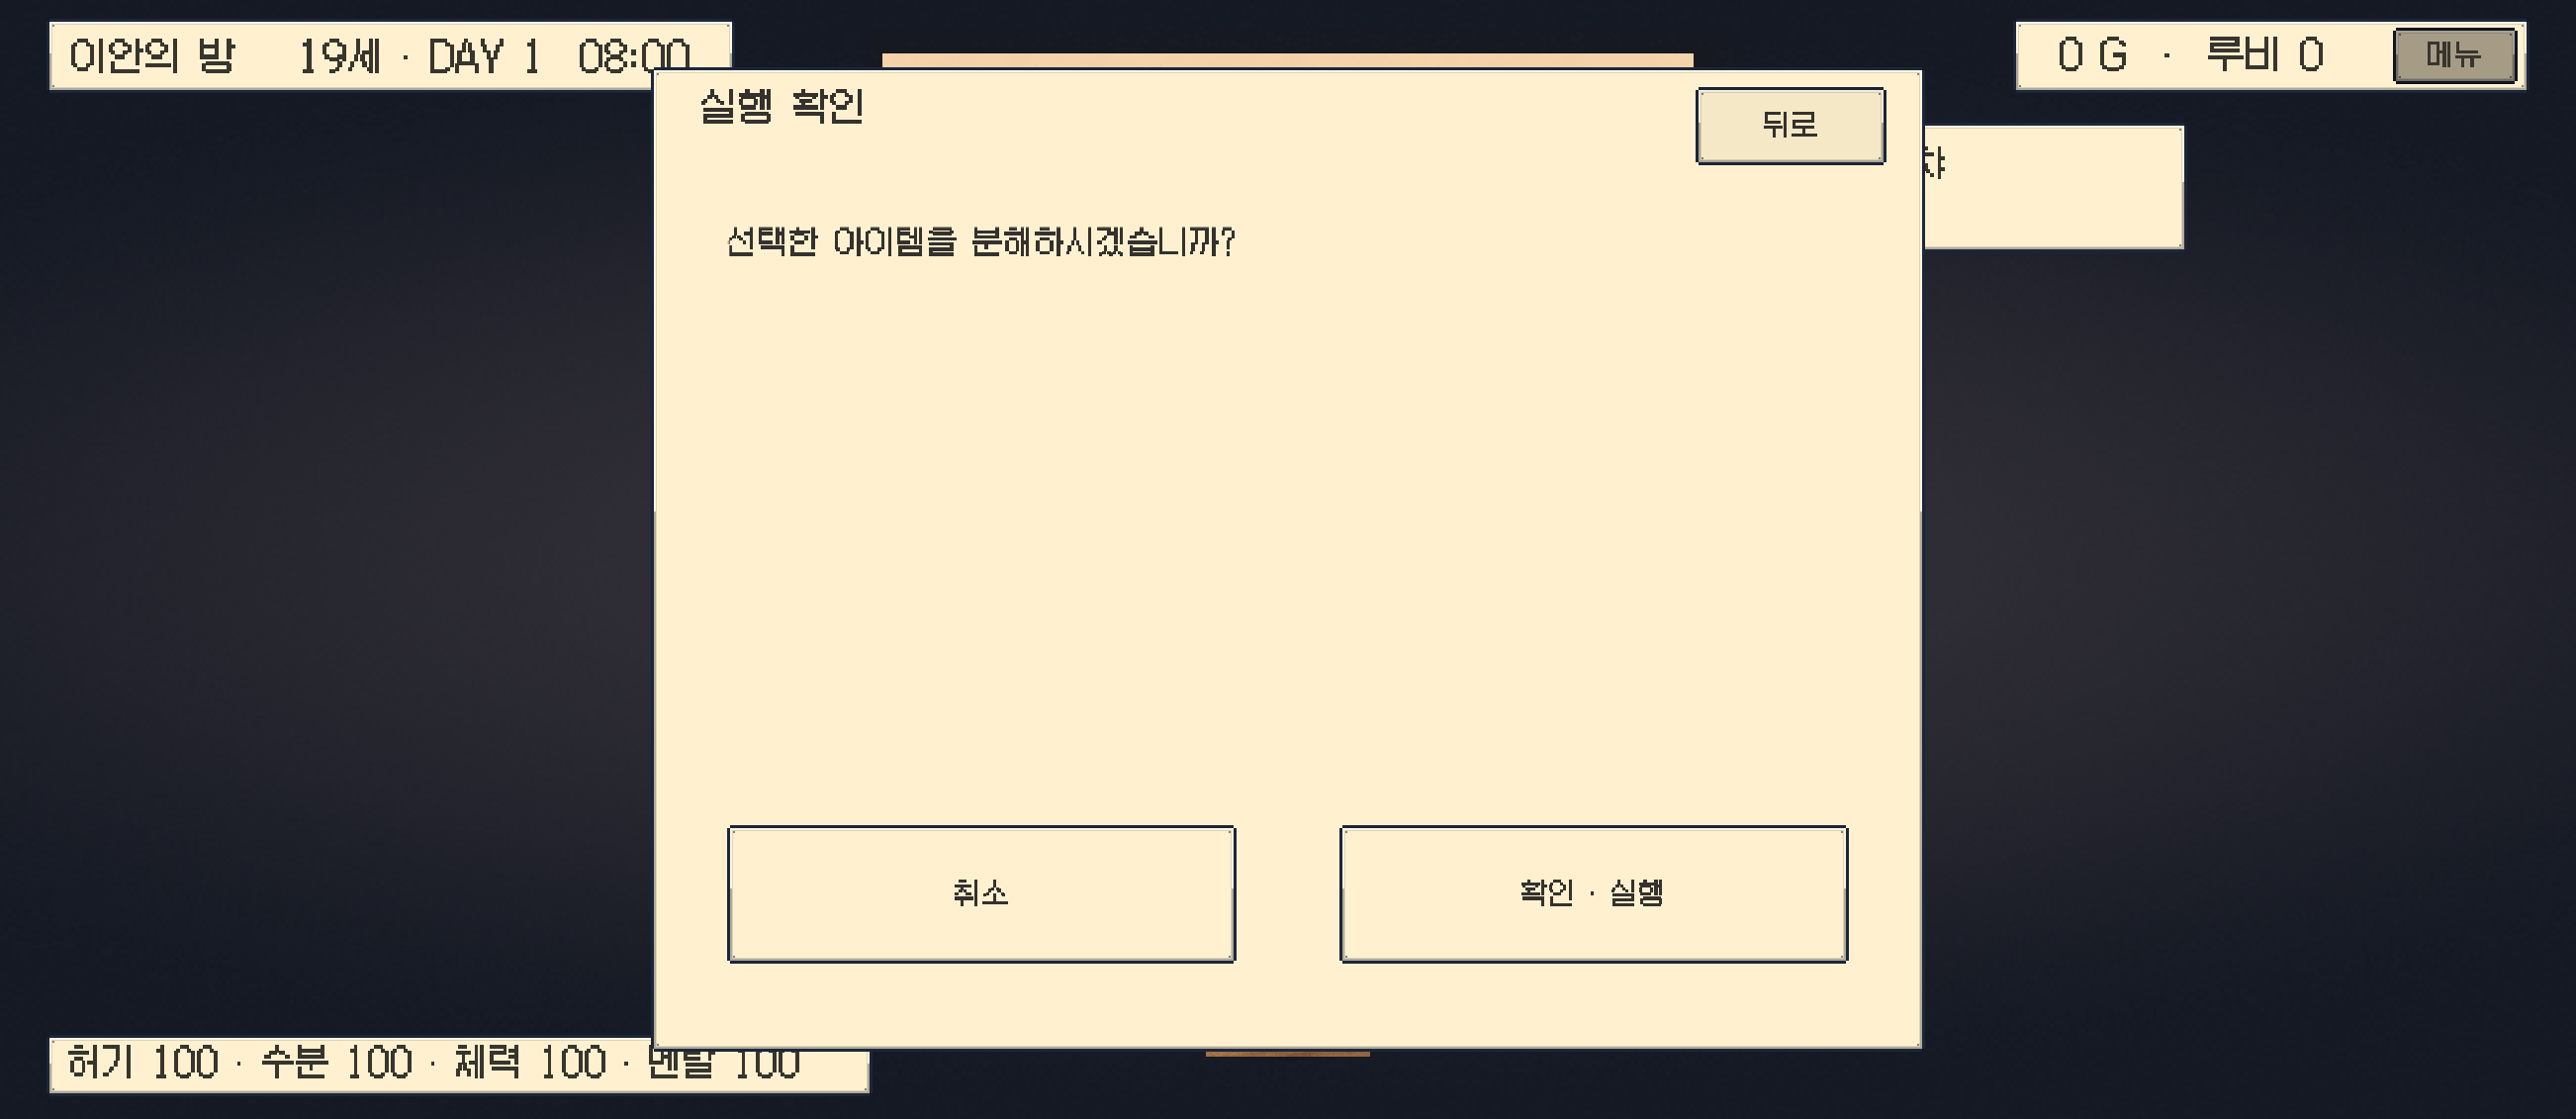 이안의 방 19세 · DAY 1 08:00
0 G · 루비 0
메뉴
실행 확인
뒤로
선택한 아이템을 분해하시겠습니까?
취소
확인 · 실행
허기 100 · 수분 100 · 체력 100 · 멘탈 100